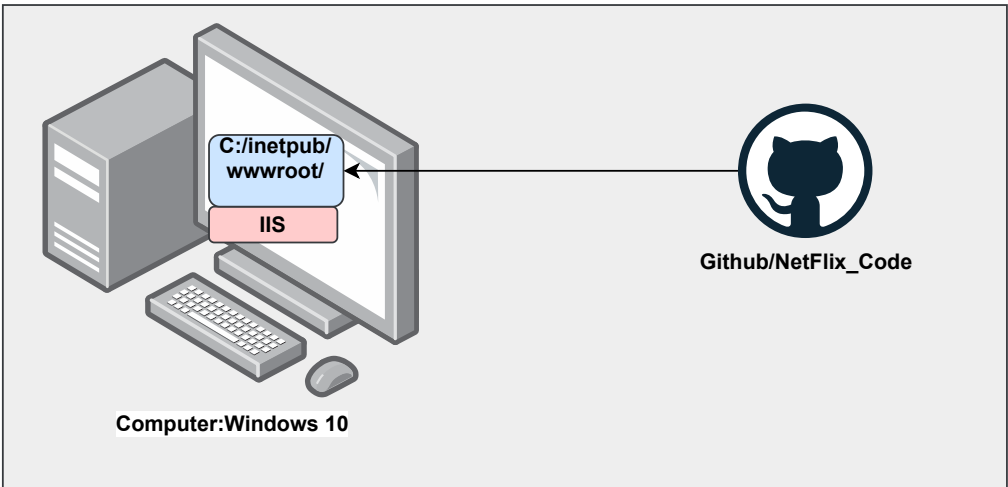 C:/inetpub/
wwwroot/
IIS
Github/NetFlix_Code
Computer:Windows 10